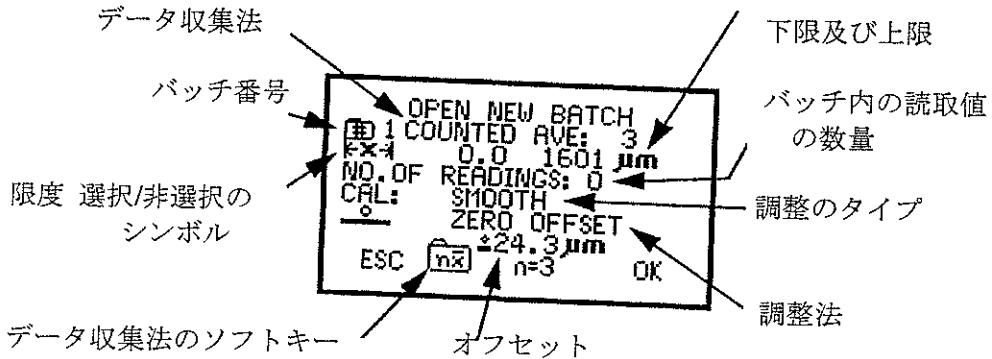 データ収集法
下限及び上限
バッチ番号
バッチ内の読取値
の数量
OPEN NEW BATCH
1 COUNTED AVE: 3
0.0 1601 µm
NO.OF READINGS: 0
限度 選択/非選択の
シンボル
CAL: SMOOTH
調整のタイプ
ZERO OFFSET
±24.3 µm
ESC nx̄ n=3 OK
調整法
データ収集法のソフトキー
オフセット